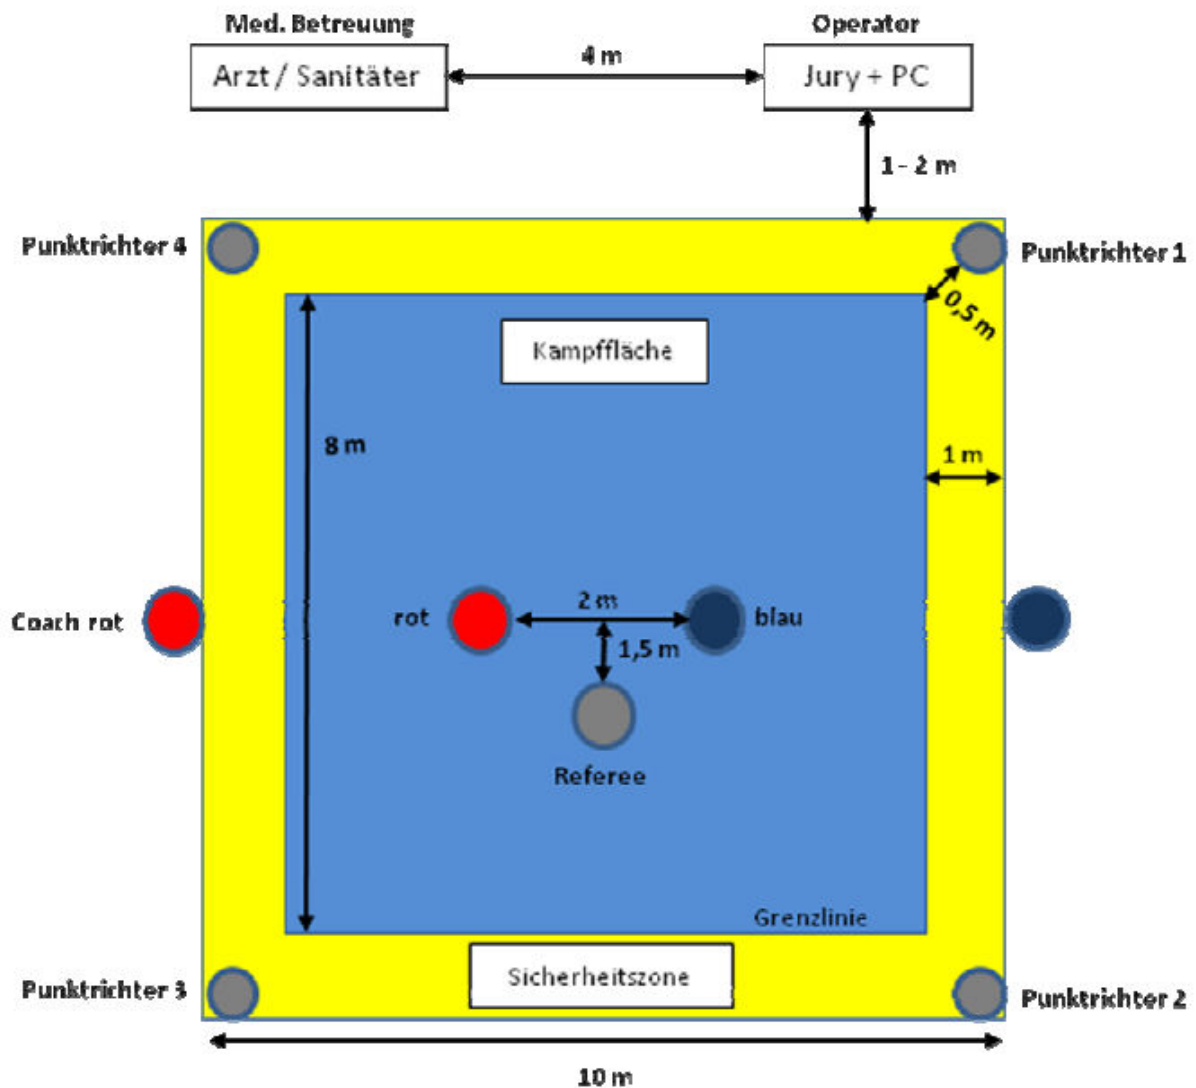 Med. Betreuung
Operator
Arzt / Sanitäter
4 m
Jury + PC
1 - 2 m
Punktrichter 4
Punktrichter 1
0,5 m
Kampffläche
8 m
1 m
Coach rot
rot
2 m
blau
1,5 m
Referee
Grenzlinie
Sicherheitszone
Punktrichter 3
Punktrichter 2
10 m